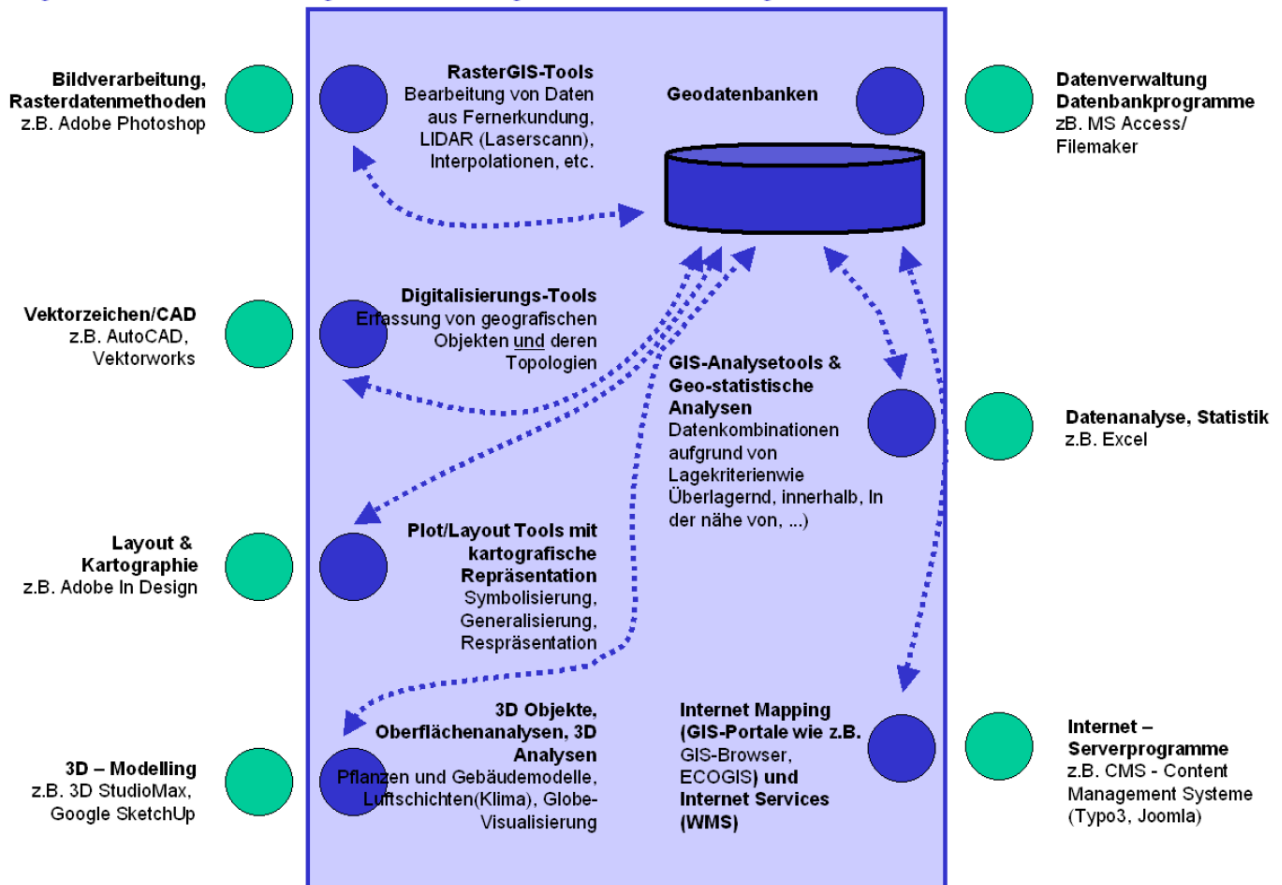 Bildverarbeitung,
Rasterdatenmethoden
z.B. Adobe Photoshop
RasterGIS-Tools
Bearbeitung von Daten
aus Fernerkundung,
LIDAR (Laserscann),
Interpolationen, etc.
Geodatenbanken
Datenverwaltung
Datenbankprogramme
zB. MS Access/
Filemaker
Vektorzeichen/CAD
z.B. AutoCAD,
Vektorworks
Digitalisierungs-Tools
Erfassung von geografischen
Objekten und deren
Topologien
GIS-Analysetools &
Geo-statistische
Analysen
Datenkombinationen
aufgrund von
Lagekriterienwie
Überlagernd, innerhalb, In
der nähe von, ...)
Datenanalyse, Statistik
z.B. Excel
Layout &
Kartographie
z.B. Adobe In Design
Plot/Layout Tools mit
kartografische
Repräsentation
Symbolisierung,
Generalisierung,
Respräsentation
3D – Modelling
z.B. 3D StudioMax,
Google SketchUp
3D Objekte,
Oberflächenanalysen, 3D
Analysen
Pflanzen und Gebäudemodelle,
Luftschichten(Klima), Globe-
Visualisierung
Internet Mapping
(GIS-Portale wie z.B.
GIS-Browser,
ECOGIS) und
Internet Services
(WMS)
Internet –
Serverprogramme
z.B. CMS - Content
Management Systeme
(Typo3, Joomla)